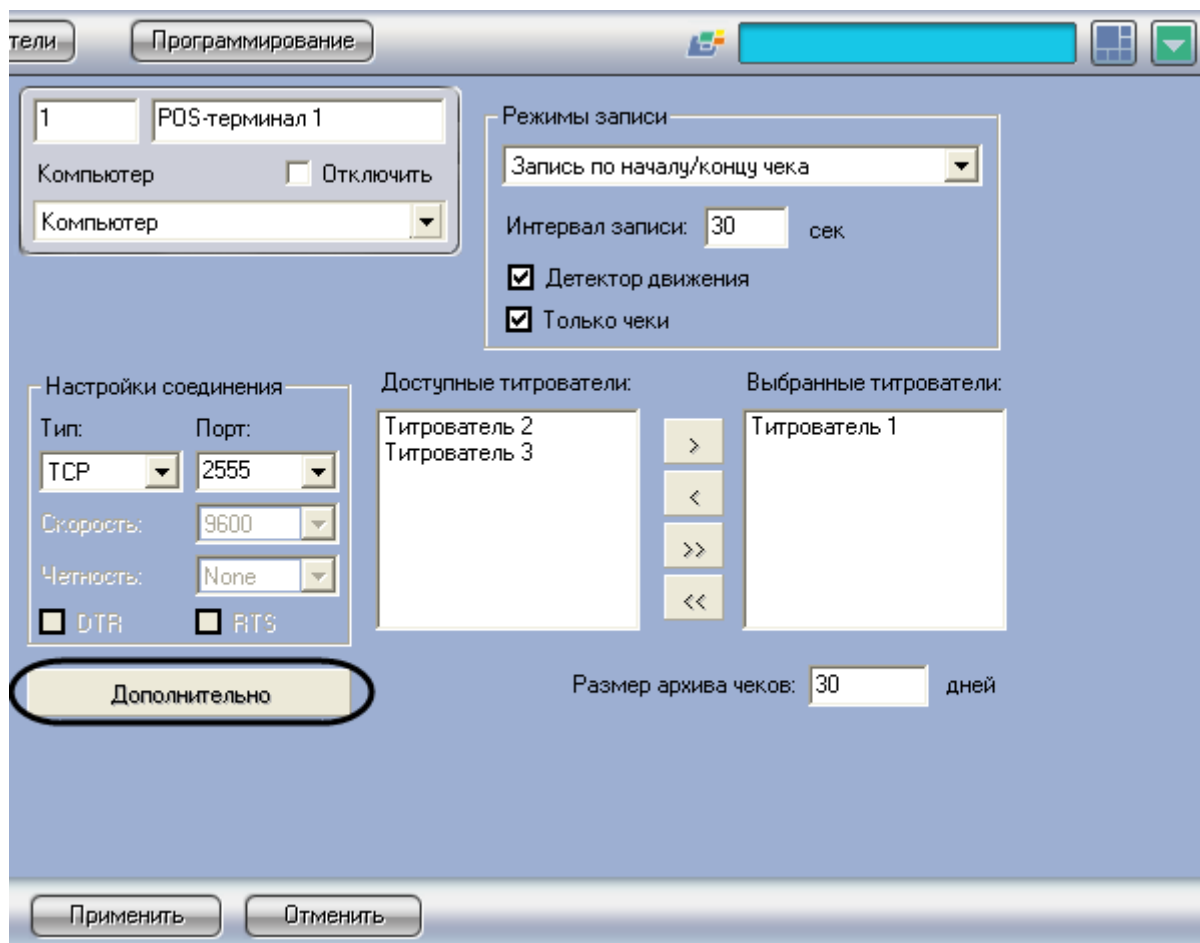 тели
Программирование
1
POS-терминал 1
Компьютер
Отключить
Компьютер
Режимы записи
Запись по началу/концу чека
Интервал записи: 30 сек
Детектор движения
Только чеки
Настройки соединения
Тип:
Порт:
TCP
2555
Скорость:
9600
Четность:
None
DTR
RTS
Дополнительно
Доступные титрователи:
Титрователь 2
Титрователь 3
>
<
>>
<<
Выбранные титрователи:
Титрователь 1
Размер архива чеков: 30 дней
Применить
Отменить